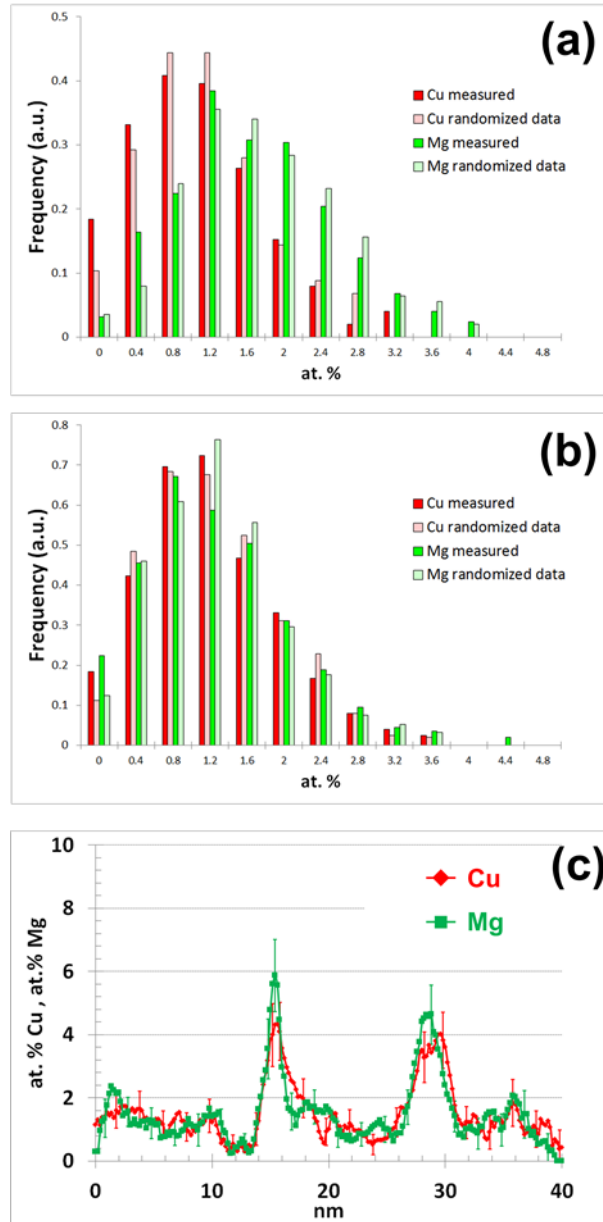 (a)
0.5
0.4
0.3
0.2
0.1
0
Frequency (a.u.)
Cu measured
Cu randomized data
Mg measured
Mg randomized data
0 0.4 0.8 1.2 1.6 2 2.4 2.8 3.2 3.6 4 4.4 4.8
at. %
(b)
0.8
0.7
0.6
0.5
0.4
0.3
0.2
0.1
0
Frequency (a.u.)
Cu measured
Cu randomized data
Mg measured
Mg randomized data
0 0.4 0.8 1.2 1.6 2 2.4 2.8 3.2 3.6 4 4.4 4.8
at. %
(c)
10
8
6
4
2
0
at. % Cu , at.% Mg
Cu
Mg
0 10 20 30 40
nm